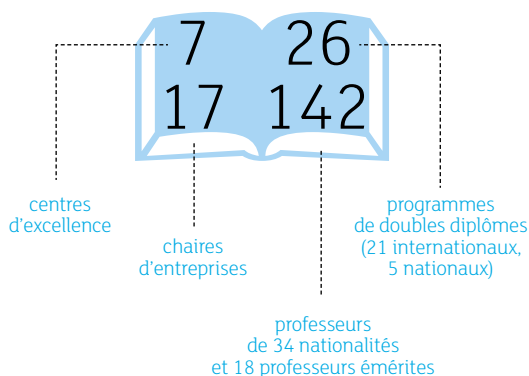 7 26
17 142
centres
d'excellence
programmes
de doubles diplômes
(21 internationaux,
5 nationaux)
chaires
d'entreprises
professeurs
de 34 nationalités
et 18 professeurs émérites